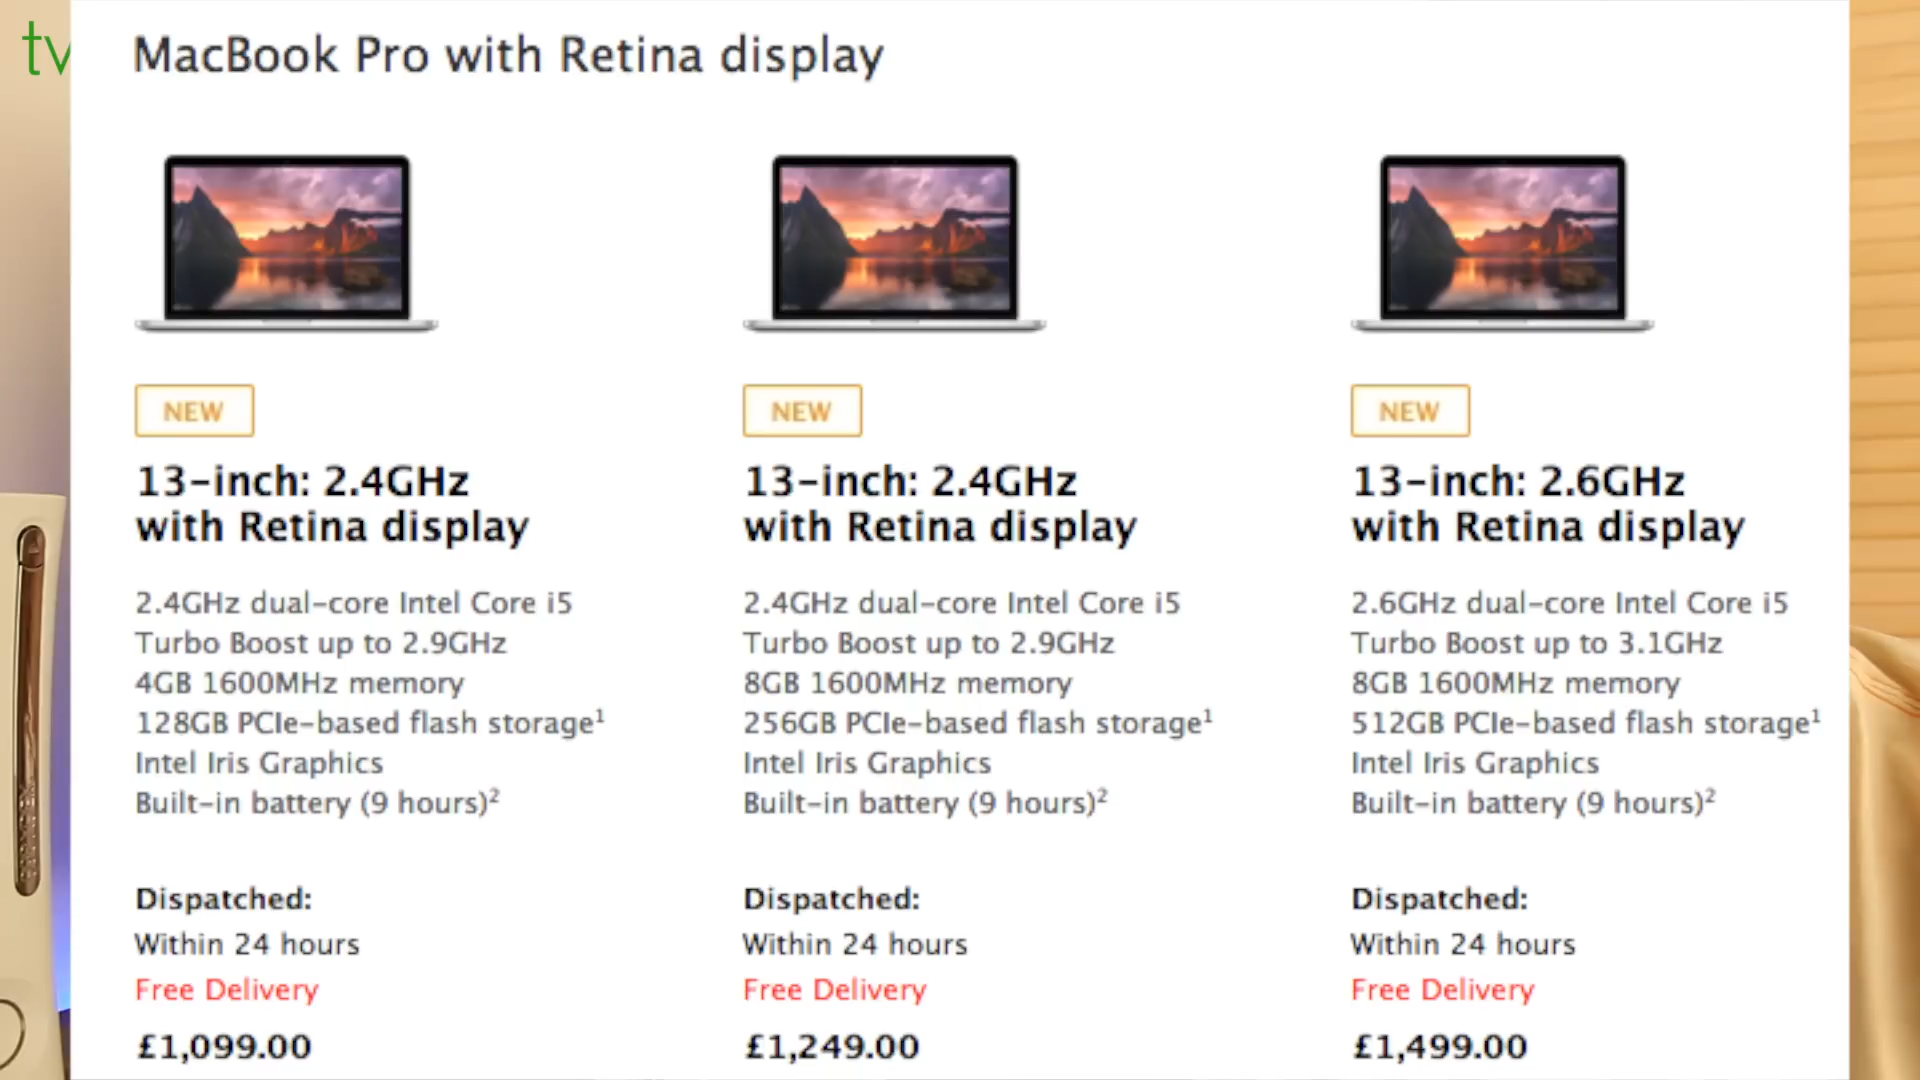 tv
MacBook Pro with Retina display
NEW
13-inch: 2.4GHz
with Retina display
2.4GHz dual-core Intel Core i5
Turbo Boost up to 2.9GHz
4GB 1600MHz memory
128GB PCIe-based flash storage¹
Intel Iris Graphics
Built-in battery (9 hours)²
Dispatched:
Within 24 hours
Free Delivery
£1,099.00
NEW
13-inch: 2.4GHz
with Retina display
2.4GHz dual-core Intel Core i5
Turbo Boost up to 2.9GHz
8GB 1600MHz memory
256GB PCIe-based flash storage¹
Intel Iris Graphics
Built-in battery (9 hours)²
Dispatched:
Within 24 hours
Free Delivery
£1,249.00
NEW
13-inch: 2.6GHz
with Retina display
2.6GHz dual-core Intel Core i5
Turbo Boost up to 3.1GHz
8GB 1600MHz memory
512GB PCIe-based flash storage¹
Intel Iris Graphics
Built-in battery (9 hours)²
Dispatched:
Within 24 hours
Free Delivery
£1,499.00